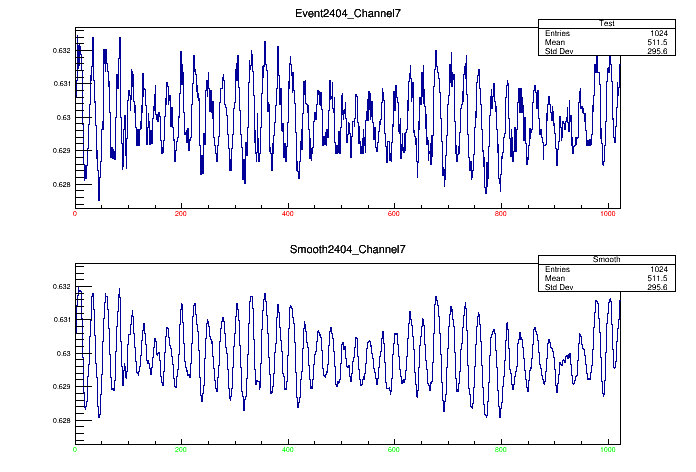 Event2404_Channel7
Test
Entries 1024
Mean 511.5
Std Dev 295.6
0.632
0.631
0.63
0.629
0.628
0 200 400 600 800 1000
Smooth2404_Channel7
Smooth
Entries 1024
Mean 511.5
Std Dev 295.6
0.632
0.631
0.63
0.629
0.628
0 200 400 600 800 1000